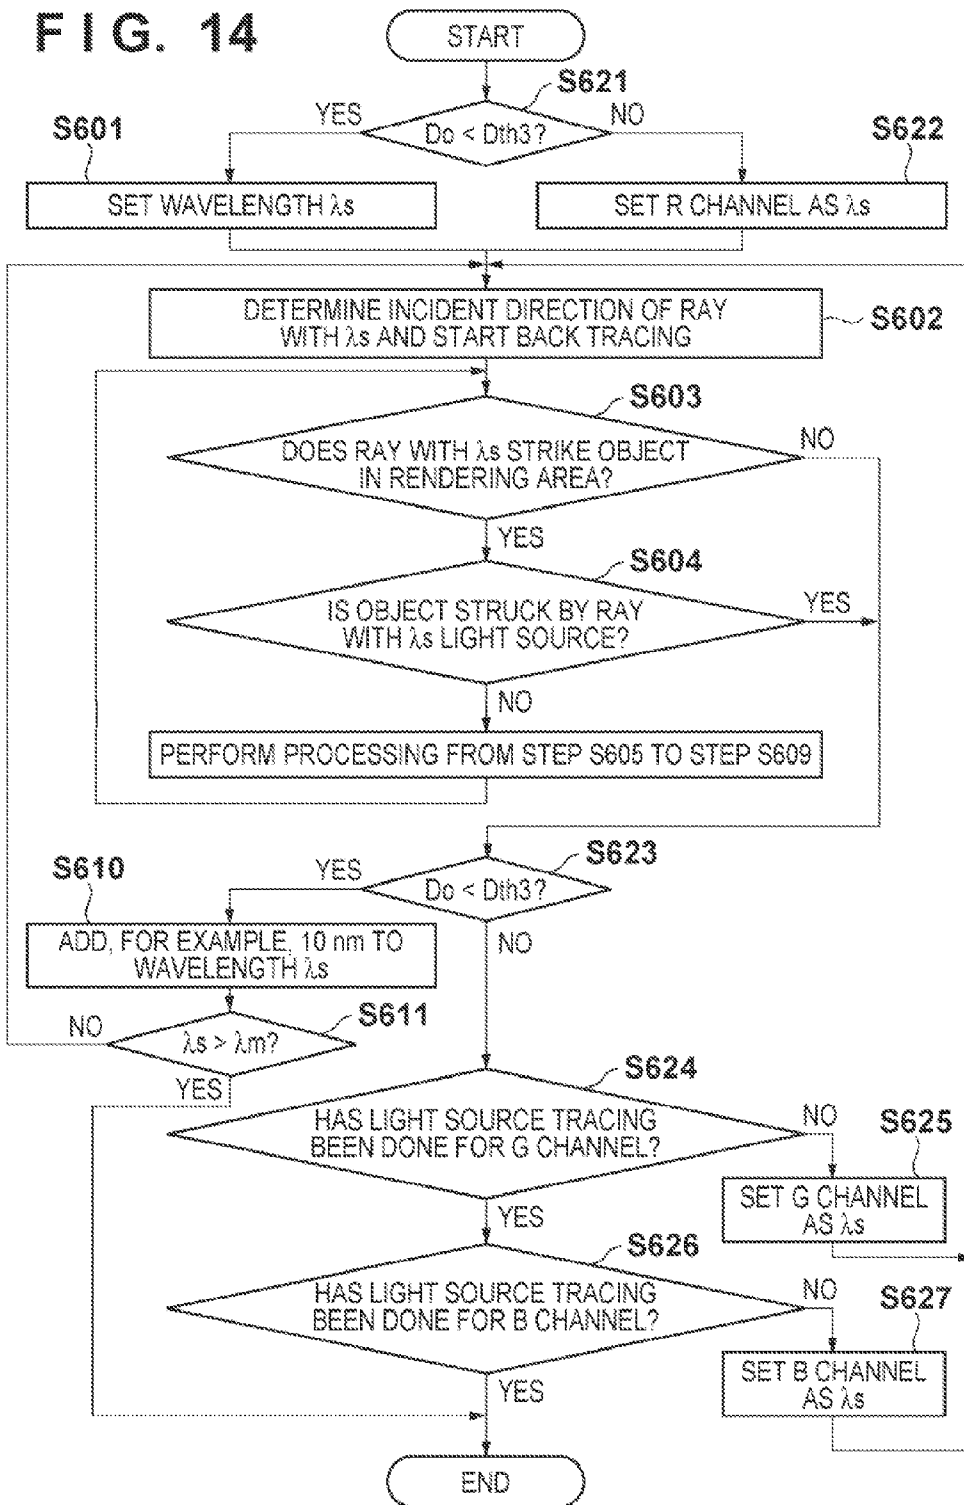 FIG. 14
START
S621
YES
NO
Do < Dth3?
S601
S622
SET WAVELENGTH λs
SET R CHANNEL AS λs
DETERMINE INCIDENT DIRECTION OF RAY
WITH λs AND START BACK TRACING
S602
S603
DOES RAY WITH λs STRIKE OBJECT
IN RENDERING AREA?
NO
YES
S604
IS OBJECT STRUCK BY RAY
WITH λs LIGHT SOURCE?
YES
NO
PERFORM PROCESSING FROM STEP S605 TO STEP S609
S623
YES
Do < Dth3?
NO
S610
ADD, FOR EXAMPLE, 10 nm TO
WAVELENGTH λs
S611
NO
λs > λm?
YES
S624
HAS LIGHT SOURCE TRACING
BEEN DONE FOR G CHANNEL?
NO
YES
S625
SET G CHANNEL
AS λs
S626
HAS LIGHT SOURCE TRACING
BEEN DONE FOR B CHANNEL?
NO
YES
S627
SET B CHANNEL
AS λs
END